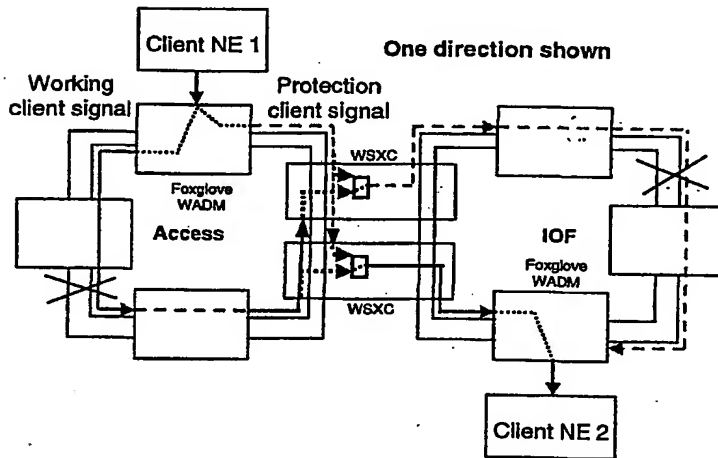 Client NE 1
One direction shown
Working
client signal
Protection
client signal
WSXC
Foxglove
WADM
Access
IOF
Foxglove
WADM
WSXC
Client NE 2